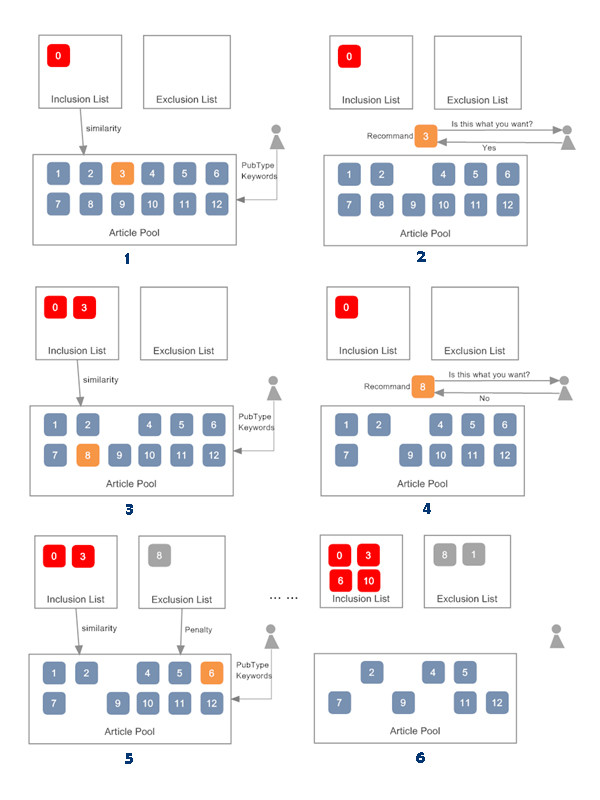 0
Inclusion List
Exclusion List
similarity
PubType
Keywords
1 2 3 4 5 6
7 8 9 10 11 12
Article Pool
1
0
Inclusion List
Exclusion List
Is this what you want?
Recommand
3
Yes
1 2 4 5 6
7 8 9 10 11 12
Article Pool
2
0 3
Inclusion List
Exclusion List
similarity
PubType
Keywords
1 2 4 5 6
7 8 9 10 11 12
Article Pool
3
0
Inclusion List
Exclusion List
Is this what you want?
Recommand
8
No
1 2 4 5 6
7 9 10 11 12
Article Pool
4
0 3
8
Inclusion List
Exclusion List
similarity
Penalty
PubType
Keywords
1 2 4 5 6
7 9 10 11 12
Article Pool
5
... ...
0 3
6 10
8 1
Inclusion List
Exclusion List
2 4 5
7 9 11 12
Article Pool
6